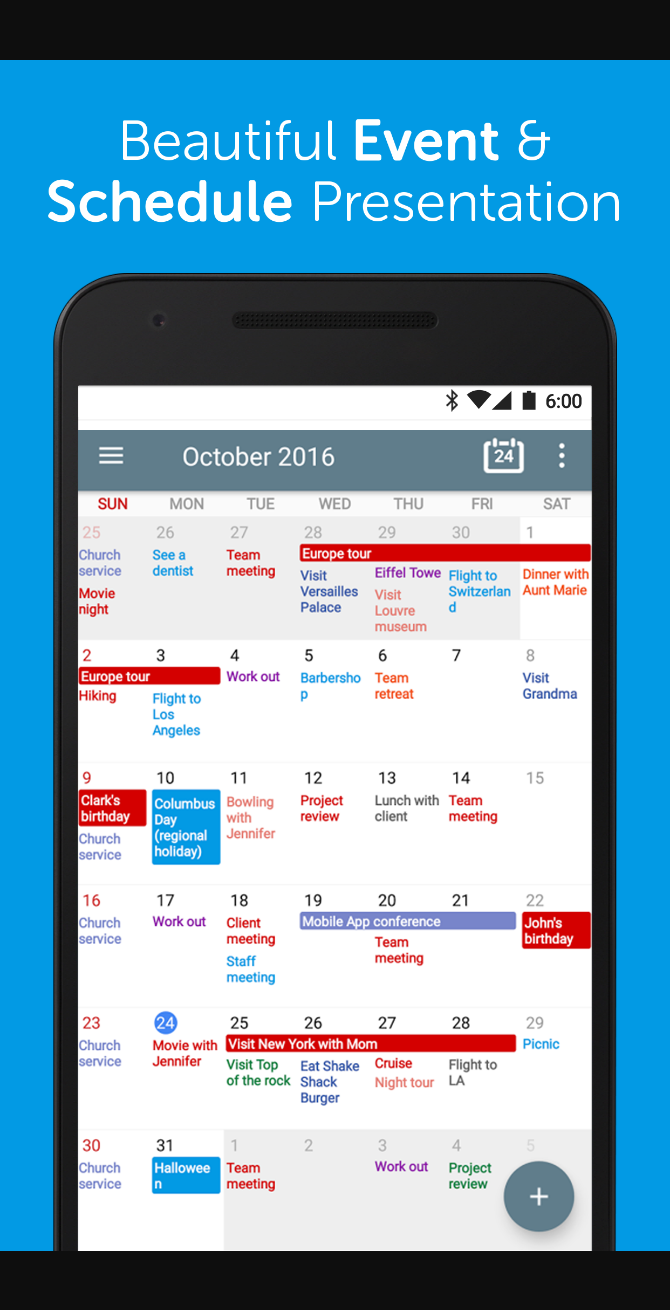 Beautiful Event &
Schedule Presentation
6:00
October 2016
24
SUN MON TUE WED THU FRI SAT
25 26 27 28 29 30 1
Church
service
Movie
night
See a
dentist
Team
meeting
Europe tour
Visit
Versailles
Palace
Eiffel Towe
Visit
Louvre
museum
Flight to
Switzerlan
d
Dinner with
Aunt Marie
2 3 4 5 6 7 8
Europe tour
Hiking
Flight to
Los
Angeles
Work out
Barbersho
p
Team
retreat
Visit
Grandma
9 10 11 12 13 14 15
Clark's
birthday
Church
service
Columbus
Day
(regional
holiday)
Bowling
with
Jennifer
Project
review
Lunch with
client
Team
meeting
16 17 18 19 20 21 22
Church
service
Work out
Client
meeting
Staff
meeting
Mobile App conference
Team
meeting
John's
birthday
23 24 25 26 27 28 29
Church
service
Movie with
Jennifer
Visit New York with Mom
Visit Top
of the rock
Eat Shake
Shack
Burger
Cruise
Night tour
Flight to
LA
Picnic
30 31 1 2 3 4 5
Church
service
Hallowee
n
Team
meeting
Work out
Project
review
+